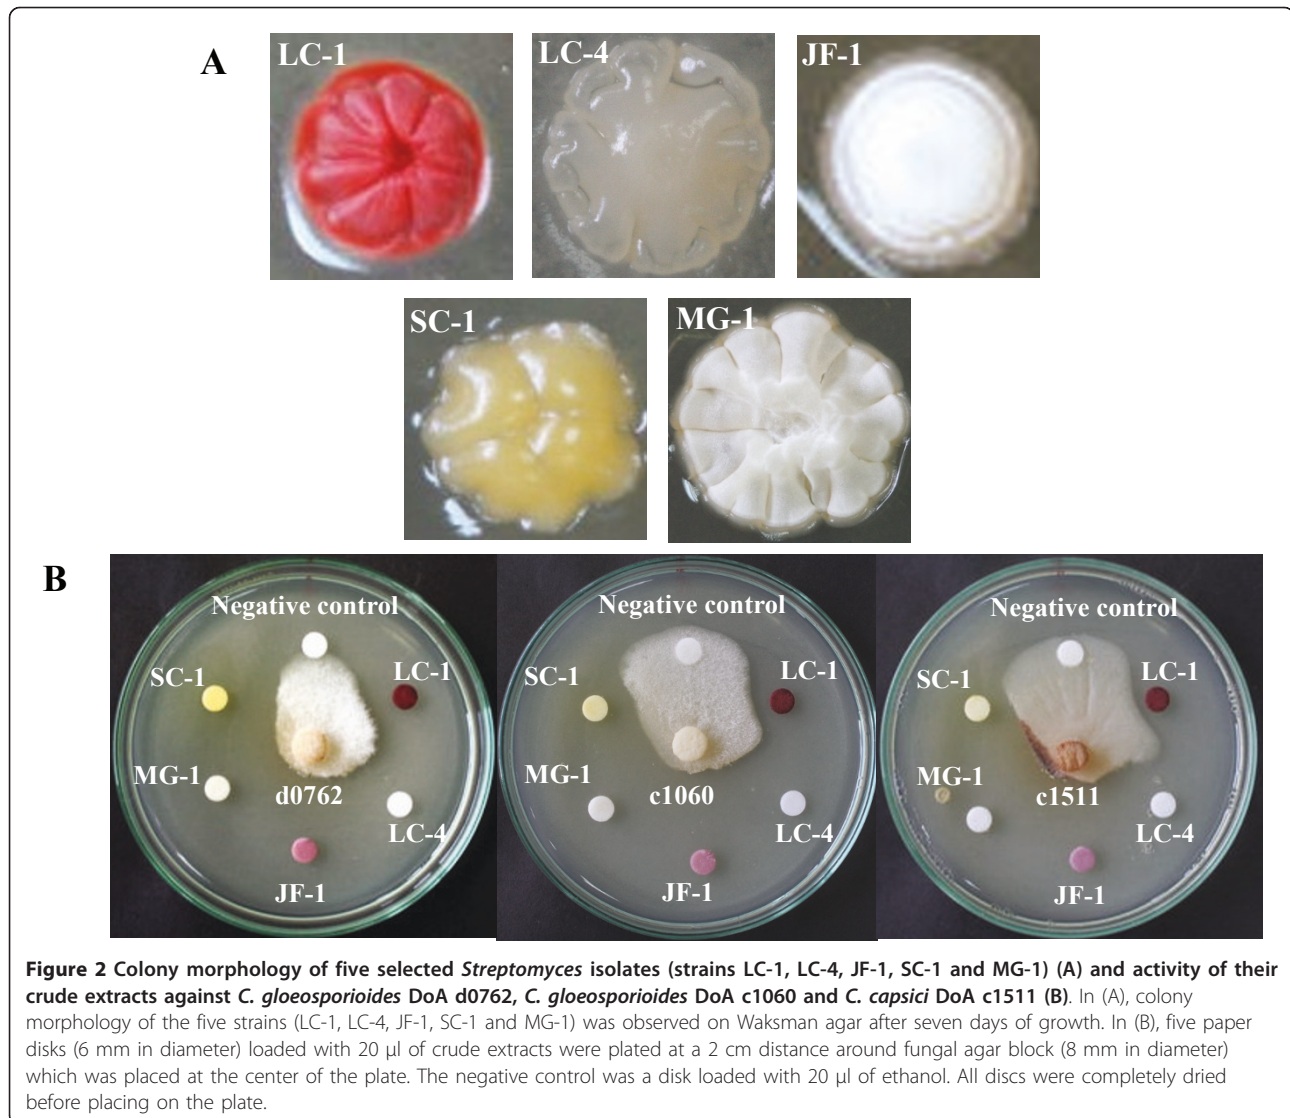 A
LC-1
LC-4
JF-1
SC-1
MG-1
B
Negative control
SC-1
LC-1
MG-1
d0762
LC-4
JF-1
Negative control
SC-1
LC-1
MG-1
c1060
LC-4
JF-1
Negative control
SC-1
LC-1
MG-1
c1511
LC-4
JF-1
Figure 2 Colony morphology of five selected Streptomyces isolates (strains LC-1, LC-4, JF-1, SC-1 and MG-1) (A) and activity of their
crude extracts against C. gloeosporioides DoA d0762, C. gloeosporioides DoA c1060 and C. capsici DoA c1511 (B). In (A), colony
morphology of the five strains (LC-1, LC-4, JF-1, SC-1 and MG-1) was observed on Waksman agar after seven days of growth. In (B), five paper
disks (6 mm in diameter) loaded with 20 μl of crude extracts were plated at a 2 cm distance around fungal agar block (8 mm in diameter)
which was placed at the center of the plate. The negative control was a disk loaded with 20 μl of ethanol. All discs were completely dried
before placing on the plate.